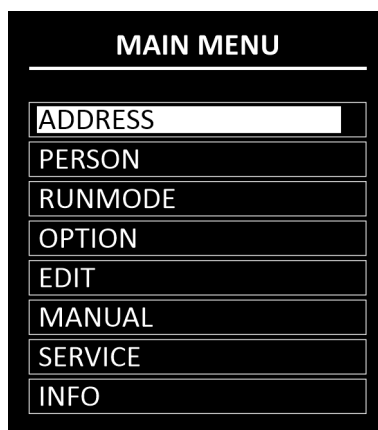 MAIN MENU
ADDRESS
PERSON
RUNMODE
OPTION
EDIT
MANUAL
SERVICE
INFO